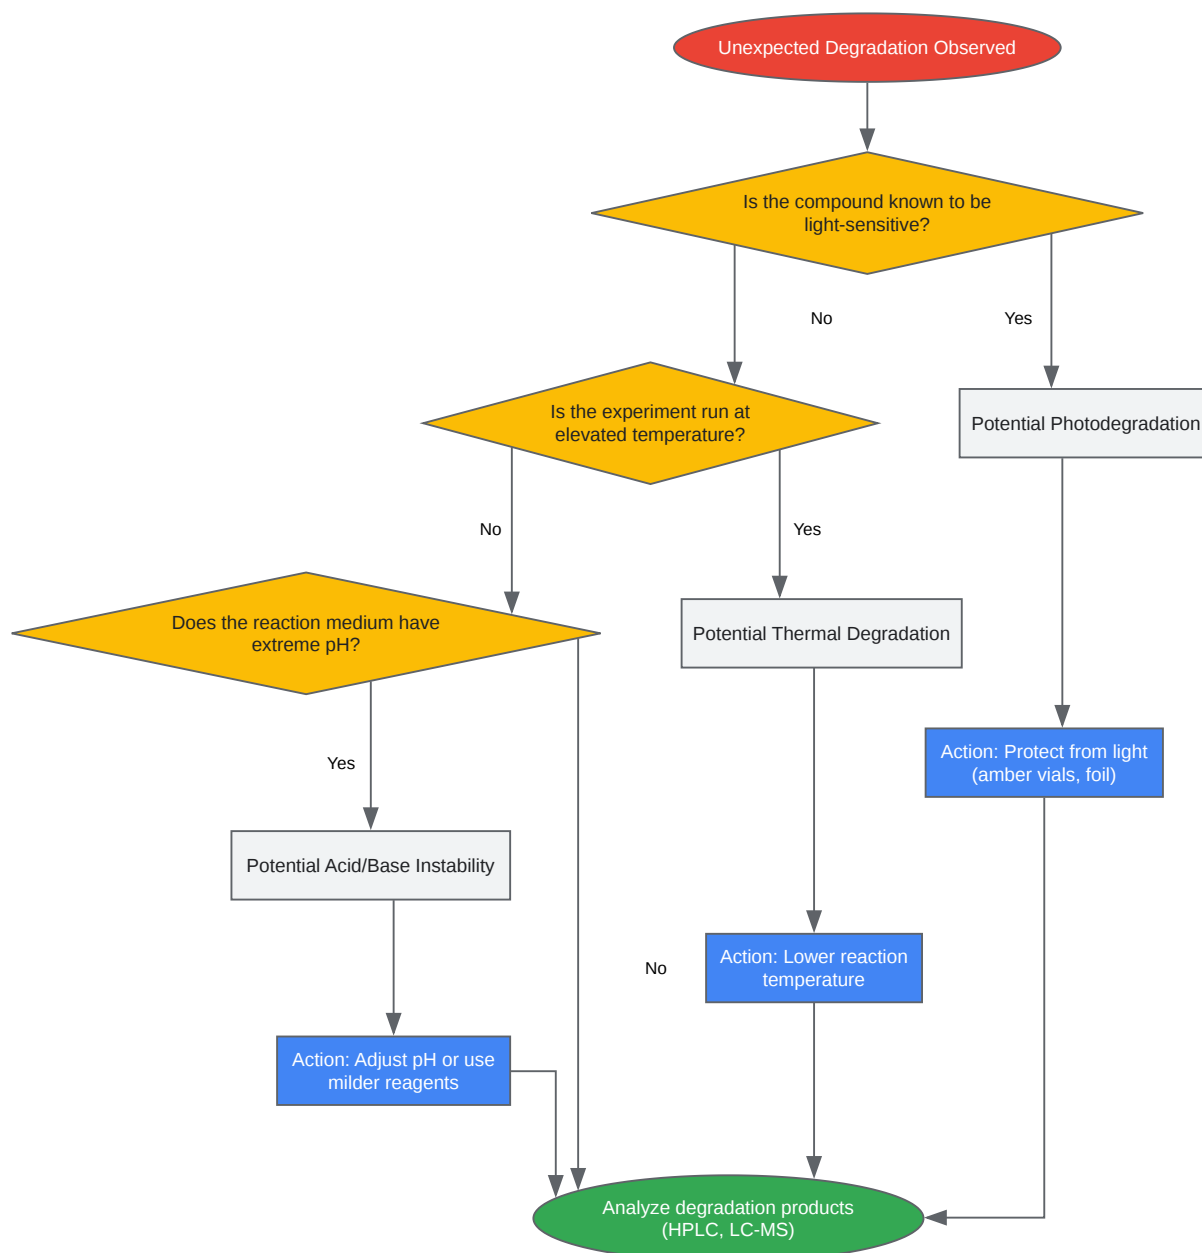 Unexpected Degradation Observed
Is the compound known to be
light-sensitive?
No
Yes
Is the experiment run at
elevated temperature?
Potential Photodegradation
No
Yes
Does the reaction medium have
extreme pH?
Potential Thermal Degradation
Action: Protect from light
(amber vials, foil)
Yes
Potential Acid/Base Instability
Action: Lower reaction
temperature
No
Action: Adjust pH or use
milder reagents
Analyze degradation products
(HPLC, LC-MS)